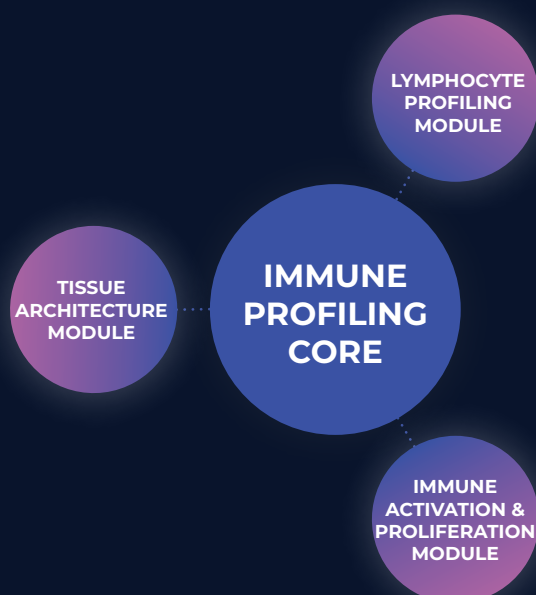 LYMPHOCYTE
PROFILING
MODULE
TISSUE
ARCHITECTURE
MODULE
IMMUNE
PROFILING
CORE
IMMUNE
ACTIVATION &
PROLIFERATION
MODULE